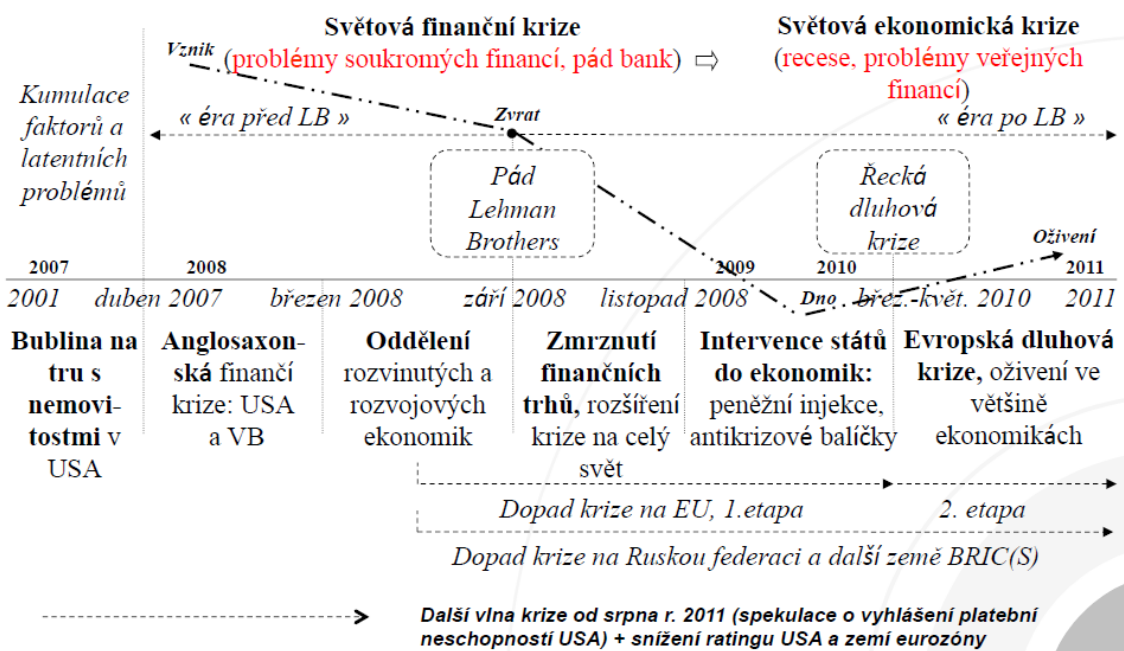 Světová finanční krize
(problémy soukromých financí, pád bank) ⇨
Světová ekonomická krize
(recese, problémy veřejných
financí)
Vznik
Kumulace
faktorů a
latentních
problémů
« éra před LB »
Zvrat
« éra po LB »
Pád
Lehman
Brothers
Řecká
dluhová
krize
Oživení
2007
2008
2009
2010
2011
2001
duben 2007
březen 2008
září 2008
listopad 2008
Dno
břez.-květ. 2010
2011
Bublina na
tru s
nemovi-
tostmi v
USA
Anglosaxon-
ská finančí
krize: USA
a VB
Oddělení
rozvinutých a
rozvojových
ekonomik
Zmrznutí
finančních
trhů, rozšíření
krize na celý
svět
Intervence států
do ekonomik:
peněžní injekce,
antikrizové balíčky
Evropská dluhová
krize, oživení ve
většině
ekonomikách
Dopad krize na EU, 1.etapa
2. etapa
Dopad krize na Ruskou federaci a další země BRIC(S)
Další vlna krize od srpna r. 2011 (spekulace o vyhlášení platební
neschopností USA) + snížení ratingu USA a zemí eurozóny